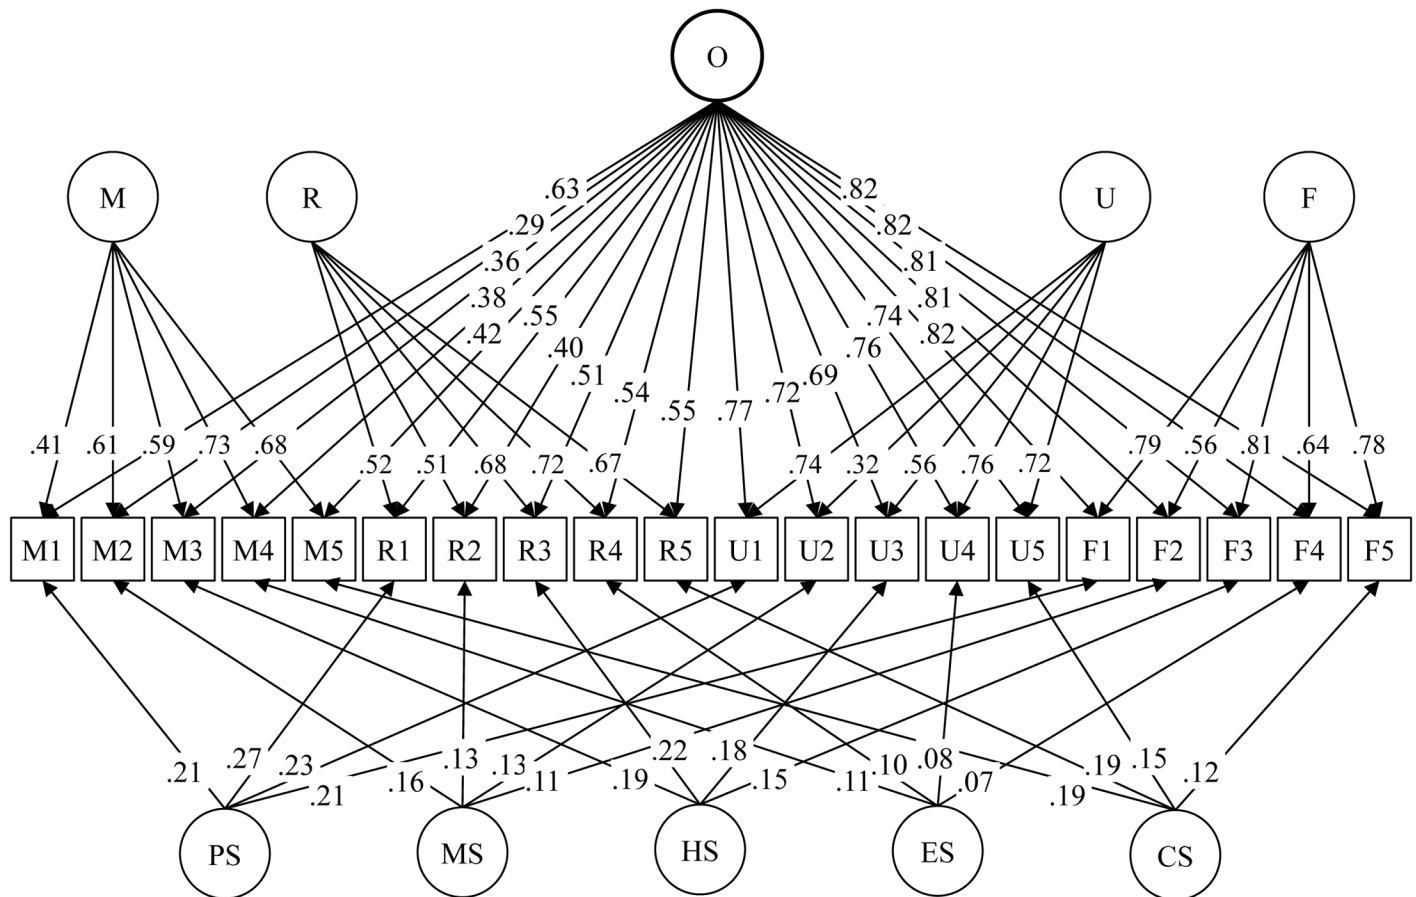 O
M R U F
.63 .82
.29 .82
.36 .81
.38 .81
.55 .74
.42 .82
.40 .76
.51 .69
.54 .72
.55 .77
.41 .61 .59 .73 .68 .79 .56 .81 .64 .78
.52 .51 .68 .72 .67 .74 .32 .56 .76 .72
M1 M2 M3 M4 M5 R1 R2 R3 R4 R5 U1 U2 U3 U4 U5 F1 F2 F3 F4 F5
.27 .13 .22 .18 .08 .15
.21 .23 .13 .10 .19 .12
.21 .16 .11 .19 .15 .11 .07 .19
PS MS HS ES CS